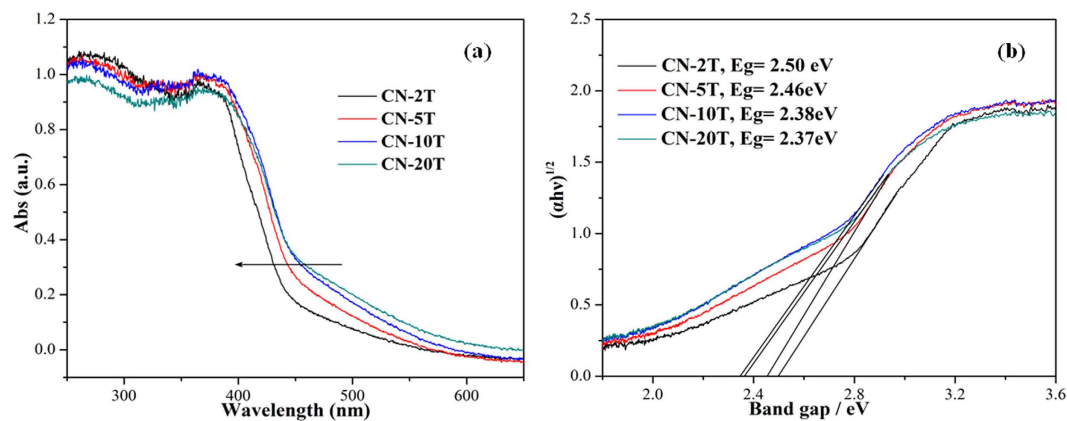 (a)
CN-2T
CN-5T
CN-10T
CN-20T
1.2
1.0
0.8
0.6
0.4
0.2
0.0
Abs (a.u.)
300
400
500
600
Wavelength (nm)
(b)
CN-2T, Eg= 2.50 eV
CN-5T, Eg= 2.46eV
CN-10T, Eg= 2.38eV
CN-20T, Eg= 2.37eV
2.5
2.0
1.5
1.0
0.5
0.0
(αhν)1/2
2.0
2.4
2.8
3.2
3.6
Band gap / eV